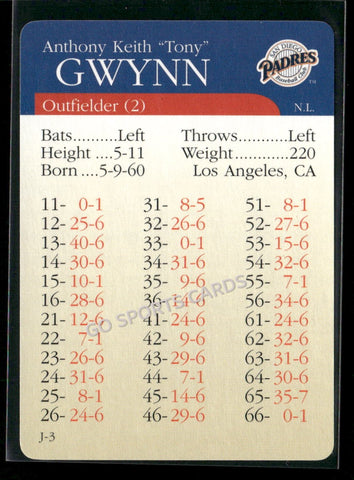 Anthony Keith "Tony"
GWYNN
SAN DIEGO
PADRES
Baseball Club
TM
Outfielder (2)
N.L.
Bats..........Left
Throws..........Left
Height ....5-11
Weight..........220
Born ....5-9-60
Los Angeles, CA
11- 0-1 31- 8-5 51- 8-1
12- 25-6 32- 26-6 52- 27-6
13- 40-6 33- 0-1 53- 15-6
14- 30-6 34- 31-6 54- 32-6
15- 10-1 35- 9-6 55- 7-1
16- 28-6 36- 56- 34-6
21- 12-6 41- 24-6 61- 34-6
22- 7-1 42- 23-6 62- 32-6
23- 26-6 43- 29-6 63- 31-6
24- 31-6 44- 7-1 64- 32-6
25- 8-1 45- 14-6 65- 35-7
26- 24-6 46- 29-6 66- 0-1
GO SPORTS CARDS
J-3